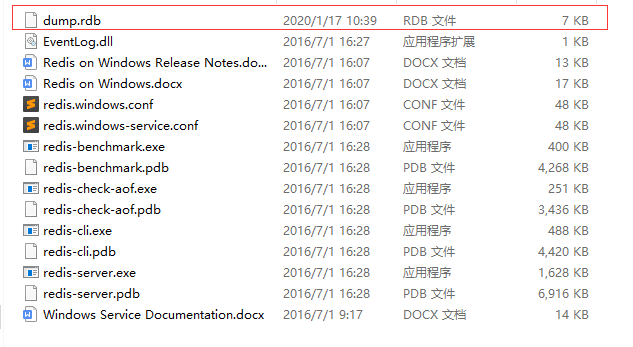 dump.rdb 2020/1/17 10:39 RDB 文件 7 KB
EventLog.dll 2016/7/1 16:27 应用程序扩展 1 KB
Redis on Windows Release Notes.do... 2016/7/1 16:07 DOCX 文档 13 KB
Redis on Windows.docx 2016/7/1 16:07 DOCX 文档 17 KB
redis.windows.conf 2016/7/1 16:07 CONF 文件 48 KB
redis.windows-service.conf 2016/7/1 16:07 CONF 文件 48 KB
redis-benchmark.exe 2016/7/1 16:28 应用程序 400 KB
redis-benchmark.pdb 2016/7/1 16:28 PDB 文件 4,268 KB
redis-check-aof.exe 2016/7/1 16:28 应用程序 251 KB
redis-check-aof.pdb 2016/7/1 16:28 PDB 文件 3,436 KB
redis-cli.exe 2016/7/1 16:28 应用程序 488 KB
redis-cli.pdb 2016/7/1 16:28 PDB 文件 4,420 KB
redis-server.exe 2016/7/1 16:28 应用程序 1,628 KB
redis-server.pdb 2016/7/1 16:28 PDB 文件 6,916 KB
Windows Service Documentation.docx 2016/7/1 9:17 DOCX 文档 14 KB